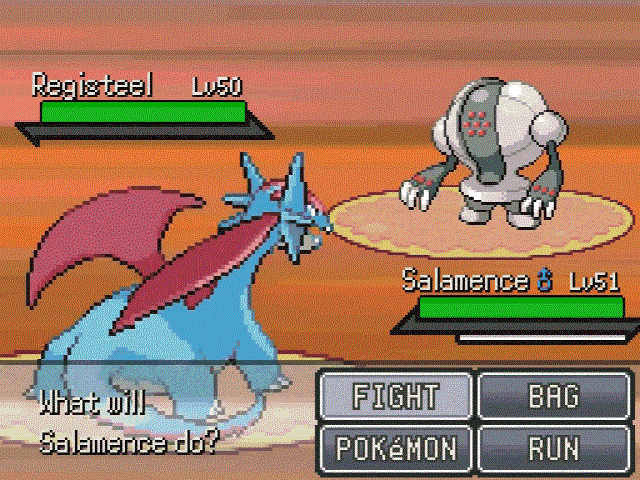 Registeel Lv50
Salamence ♂ Lv51
What will
Salamence do?
FIGHT BAG
POKéMON RUN